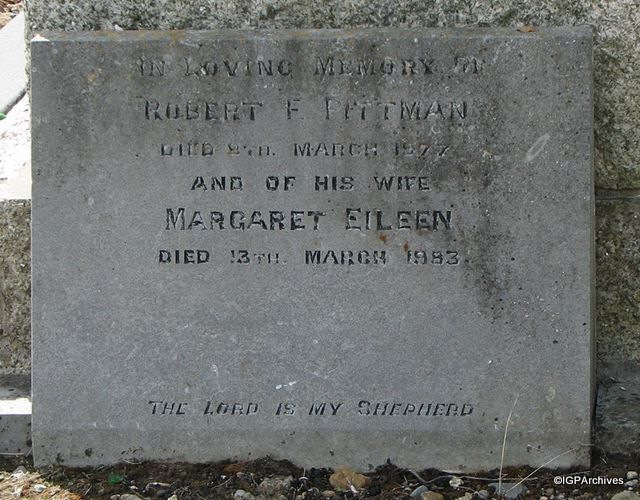 In Loving Memory of
Robert F Pittman
Died 8th. March 1977
and of his wife
Margaret Eileen
Died 13th. March 1983.
The Lord is my Shepherd
©IGPArchives